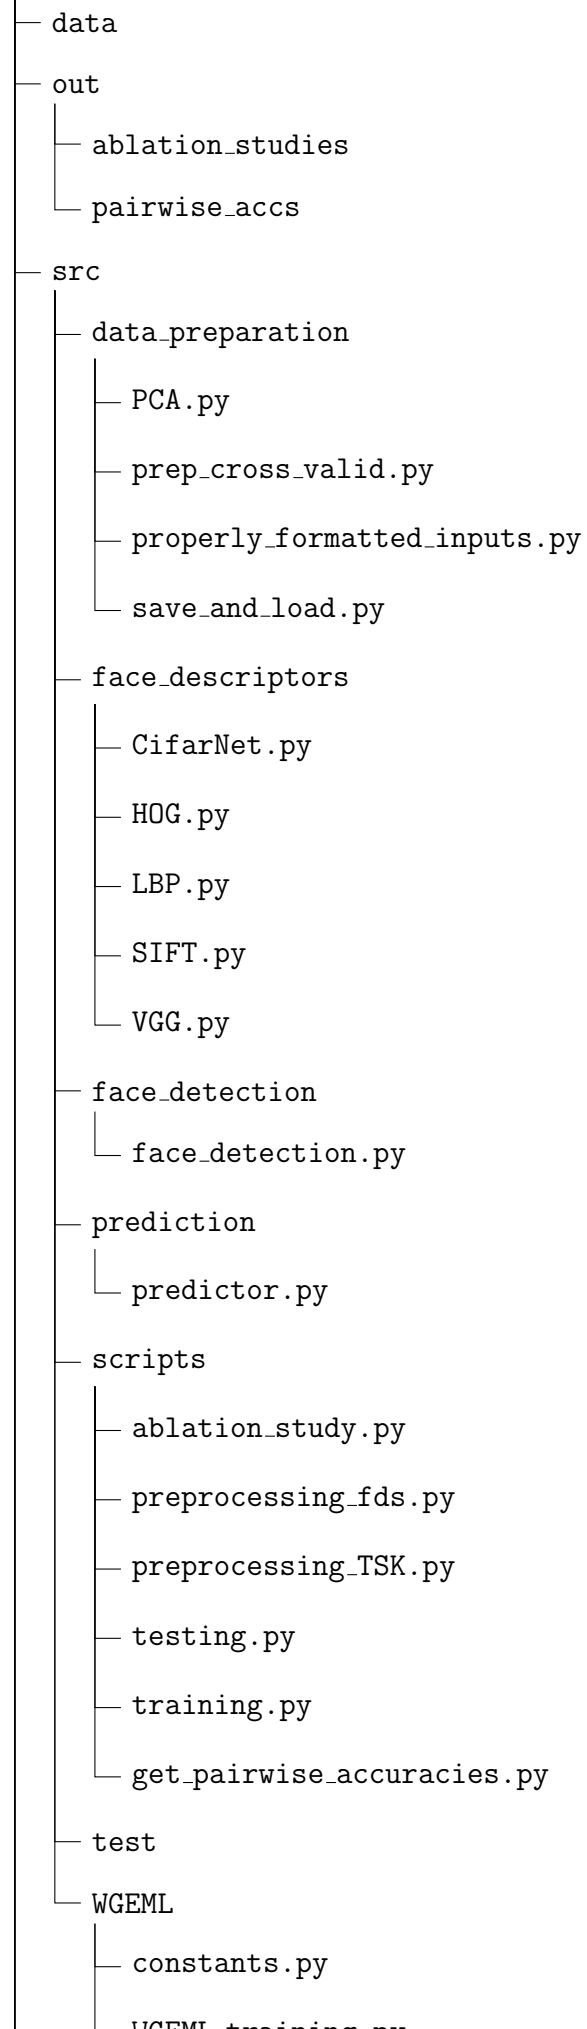 data
out
ablation_studies
pairwise_accs
src
data_preparation
PCA.py
prep_cross_valid.py
properly_formatted_inputs.py
save_and_load.py
face_descriptors
CifarNet.py
HOG.py
LBP.py
SIFT.py
VGG.py
face_detection
face_detection.py
prediction
predictor.py
scripts
ablation_study.py
preprocessing_fds.py
preprocessing_TSK.py
testing.py
training.py
get_pairwise_accuracies.py
test
WGEML
constants.py
WGEML_training.py